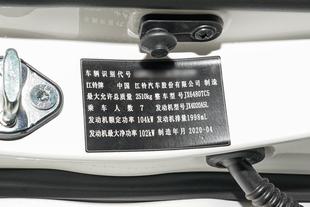 车辆识别代号
江铃牌 中国 江铃汽车股份有限公司 制造
最大允许总质量 2510kg 整车型号 JX6480TC5
乘车人数 7 发动机型号 JX4G20A5L
发动机额定功率 104kW 发动机排量 1998mL
发动机最大净功率 102kW 制造年月 2020-04